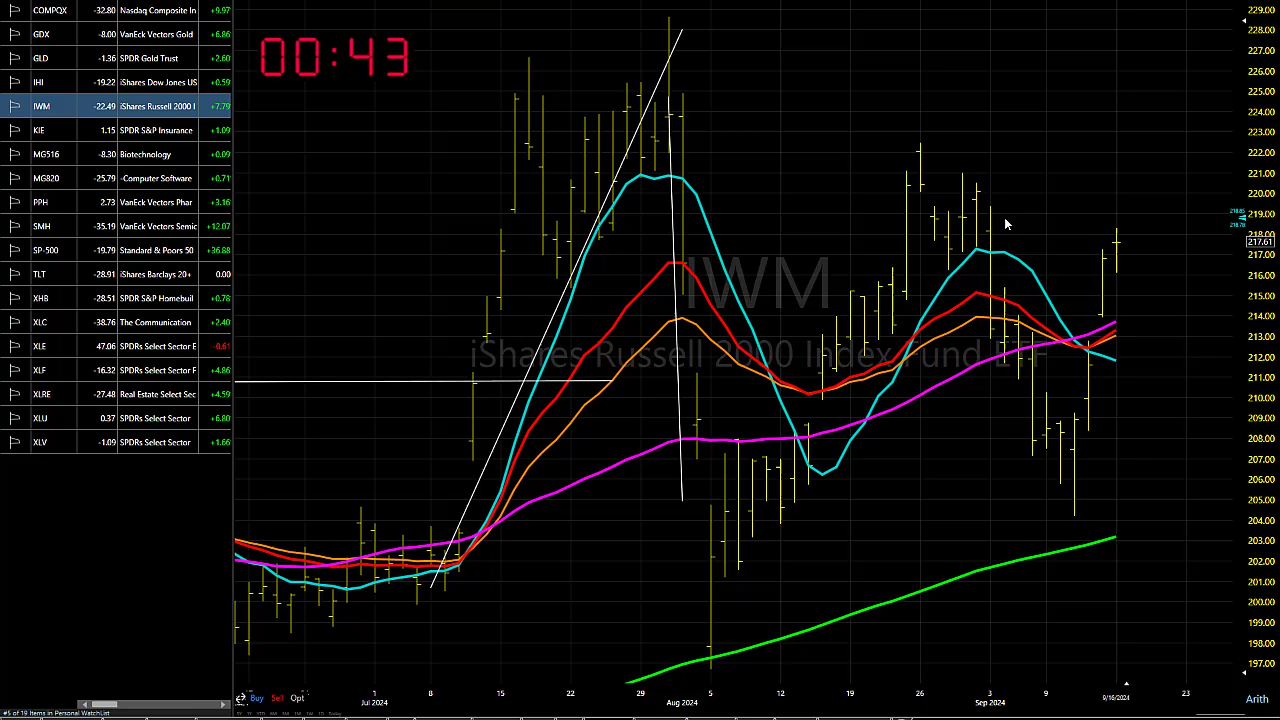 COMPQX -32.80 Nasdaq Composite In +9.97
GDX -8.00 VanEck Vectors Gold +6.86
GLD -1.36 SPDR Gold Trust +2.60
IHI -19.22 iShares Dow Jones US +0.59
IWM -22.49 iShares Russell 2000 I +7.79
KIE 1.15 SPDR S&P Insurance +1.09
MG516 -8.30 Biotechnology +0.09
MG820 -25.79 -Computer Software +0.71
PPH 2.73 VanEck Vectors Phar +3.16
SMH -35.19 VanEck Vectors Semic +12.07
SP-500 -19.79 Standard & Poors 50 +36.88
TLT -28.91 iShares Barclays 20+ 0.00
XHB -28.51 SPDR S&P Homebuil +0.78
XLC -38.76 The Communication +2.40
XLE 47.06 SPDRs Select Sector E -0.61
XLF -16.32 SPDRs Select Sector F +4.86
XLRE -27.48 Real Estate Select Sec +4.59
XLU 0.37 SPDRs Select Sector +6.80
XLV -1.09 SPDRs Select Sector +1.66
#5 of 19 Items in Personal WatchList
00:43
IWM
iShares Russell 2000 Index Fund ETF
229.00
228.00
227.00
226.00
225.00
224.00
223.00
222.00
221.00
220.00
219.00
218.85
218.78
218.00
217.61
216.00
215.00
214.00
213.00
212.00
211.00
210.00
209.00
208.00
207.00
206.00
205.00
204.00
203.00
202.00
201.00
200.00
199.00
198.00
197.00
Buy Sell Opt
1 8 15 22 29 5 12 19 26 3 9 23
Jul 2024 Aug 2024 Sep 2024 9/16/2024
Arith